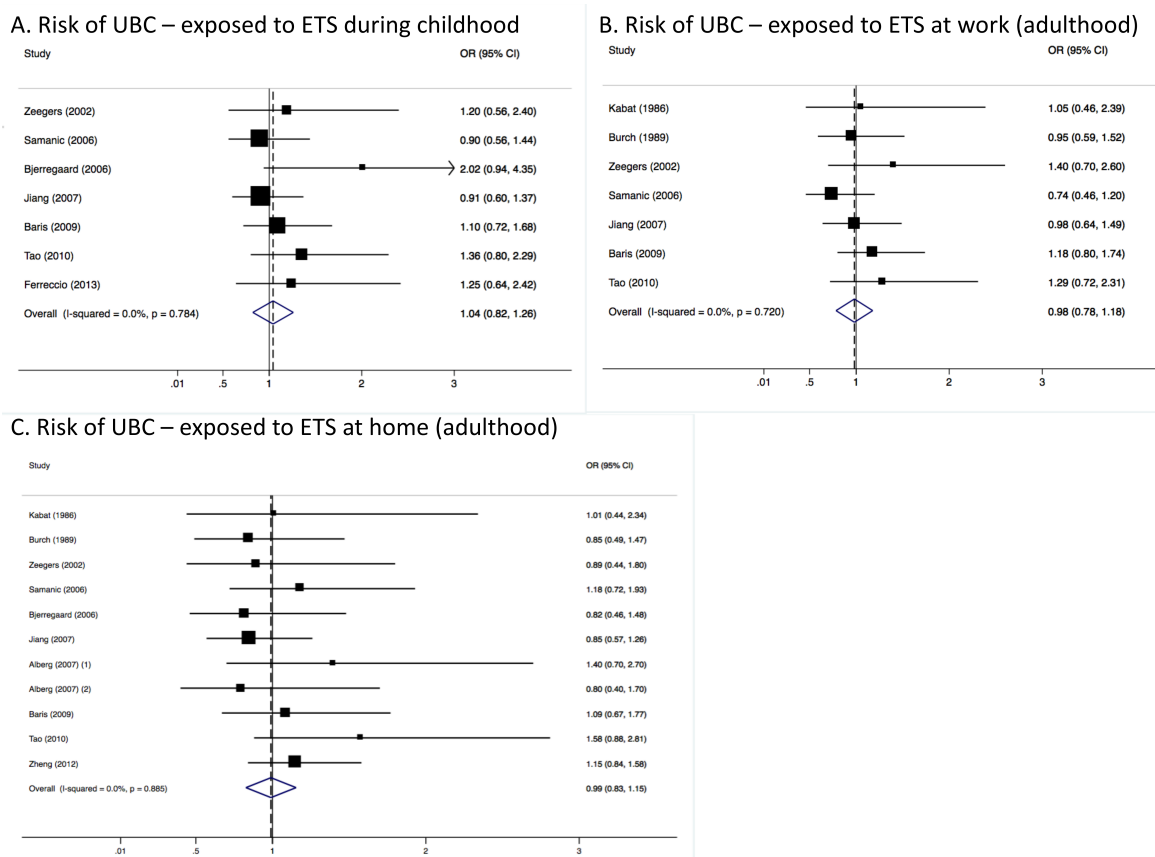 A. Risk of UBC – exposed to ETS during childhood
Study OR (95% CI)
Zeegers (2002) 1.20 (0.56, 2.40)
Samanic (2006) 0.90 (0.56, 1.44)
Bjerregaard (2006) 2.02 (0.94, 4.35)
Jiang (2007) 0.91 (0.60, 1.37)
Baris (2009) 1.10 (0.72, 1.68)
Tao (2010) 1.36 (0.80, 2.29)
Ferreccio (2013) 1.25 (0.64, 2.42)
Overall (I-squared = 0.0%, p = 0.784) 1.04 (0.82, 1.26)
.01 .5 1 2 3
B. Risk of UBC – exposed to ETS at work (adulthood)
Study OR (95% CI)
Kabat (1986) 1.05 (0.46, 2.39)
Burch (1989) 0.95 (0.59, 1.52)
Zeegers (2002) 1.40 (0.70, 2.60)
Samanic (2006) 0.74 (0.46, 1.20)
Jiang (2007) 0.98 (0.64, 1.49)
Baris (2009) 1.18 (0.80, 1.74)
Tao (2010) 1.29 (0.72, 2.31)
Overall (I-squared = 0.0%, p = 0.720) 0.98 (0.78, 1.18)
.01 .5 1 2 3
C. Risk of UBC – exposed to ETS at home (adulthood)
Study OR (95% CI)
Kabat (1986) 1.01 (0.44, 2.34)
Burch (1989) 0.85 (0.49, 1.47)
Zeegers (2002) 0.89 (0.44, 1.80)
Samanic (2006) 1.18 (0.72, 1.93)
Bjerregaard (2006) 0.82 (0.46, 1.48)
Jiang (2007) 0.85 (0.57, 1.26)
Alberg (2007) (1) 1.40 (0.70, 2.70)
Alberg (2007) (2) 0.80 (0.40, 1.70)
Baris (2009) 1.09 (0.67, 1.77)
Tao (2010) 1.58 (0.88, 2.81)
Zheng (2012) 1.15 (0.84, 1.58)
Overall (I-squared = 0.0%, p = 0.885) 0.99 (0.83, 1.15)
.01 .5 1 2 3